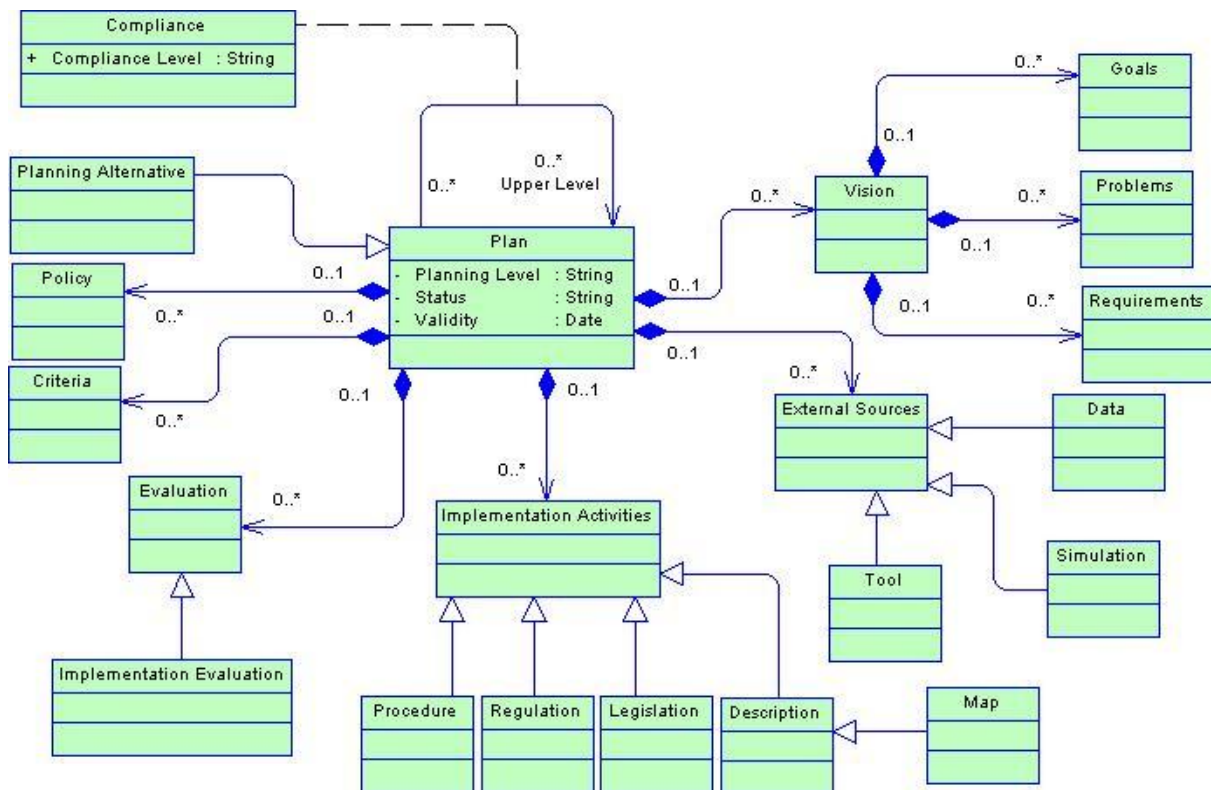 Compliance
+ Compliance Level : String
0..*
Goals
0..1
Planning Alternative
0..*
0..*
Upper Level
0..*
Vision
0..*
Problems
0..1
Plan
Policy
0..1
- Planning Level : String
- Status : String
- Validity : Date
0..1
0..*
0..1
0..1
0..*
Requirements
0..1
Criteria
0..*
0..1
0..1
0..*
External Sources
Data
Evaluation
0..*
0..*
Implementation Activities
Simulation
Tool
Implementation Evaluation
Procedure
Regulation
Legislation
Description
Map